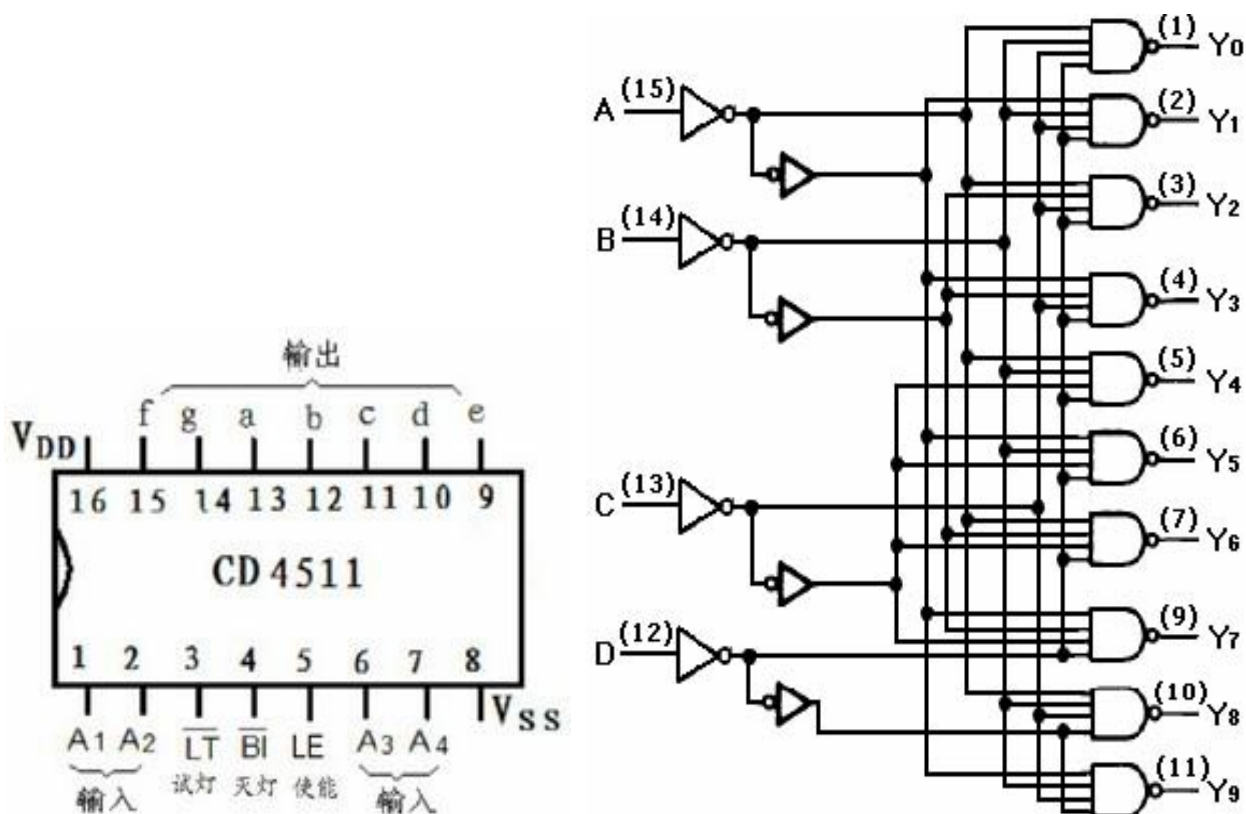 输出
f g a b c d e
VDD
16 15 14 13 12 11 10 9
CD4511
1 2 3 4 5 6 7 8
VSS
A1 A2 LT BI LE A3 A4
输入 试灯 灭灯 使能 输入
(1) Y0
A (15)
(2) Y1
(3) Y2
B (14)
(4) Y3
(5) Y4
(6) Y5
C (13)
(7) Y6
D (12)
(9) Y7
(10) Y8
(11) Y9